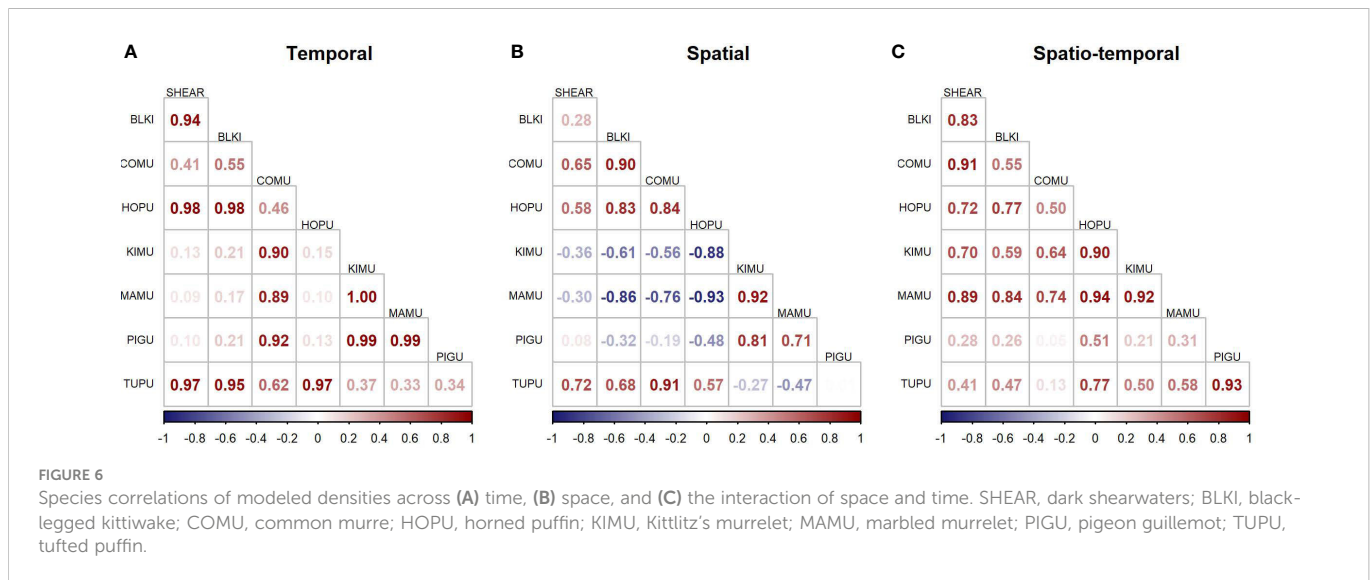 A Temporal B Spatial C Spatio-temporal
SHEAR SHEAR SHEAR
BLKI 0.94 BLKI 0.28 BLKI 0.83
BLKI BLKI BLKI
COMU 0.41 0.55 COMU 0.65 0.90 COMU 0.91 0.55
COMU COMU COMU
HOPU 0.98 0.98 0.46 HOPU 0.58 0.83 0.84 HOPU 0.72 0.77 0.50
HOPU HOPU HOPU
KIMU 0.13 0.21 0.90 0.15 KIMU -0.36 -0.61 -0.56 -0.88 KIMU 0.70 0.59 0.64 0.90
KIMU KIMU KIMU
MAMU 0.09 0.17 0.89 0.10 1.00 MAMU -0.30 -0.86 -0.76 -0.93 0.92 MAMU 0.89 0.84 0.74 0.94 0.92
MAMU MAMU MAMU
PIGU 0.10 0.21 0.92 0.13 0.99 0.99 PIGU 0.08 -0.32 -0.19 -0.48 0.81 0.71 PIGU 0.28 0.26 0.51 0.21 0.31
PIGU PIGU PIGU
TUPU 0.97 0.95 0.62 0.97 0.37 0.33 0.34 TUPU 0.72 0.68 0.91 0.57 -0.27 -0.47 TUPU 0.41 0.47 0.13 0.77 0.50 0.58 0.93
-1 -0.8 -0.6 -0.4 -0.2 0 0.2 0.4 0.6 0.8 1 -1 -0.8 -0.6 -0.4 -0.2 0 0.2 0.4 0.6 0.8 1 -1 -0.8 -0.6 -0.4 -0.2 0 0.2 0.4 0.6 0.8 1
FIGURE 6
Species correlations of modeled densities across (A) time, (B) space, and (C) the interaction of space and time. SHEAR, dark shearwaters; BLKI, black-
legged kittiwake; COMU, common murre; HOPU, horned puffin; KIMU, Kittlitz's murrelet; MAMU, marbled murrelet; PIGU, pigeon guillemot; TUPU,
tufted puffin.